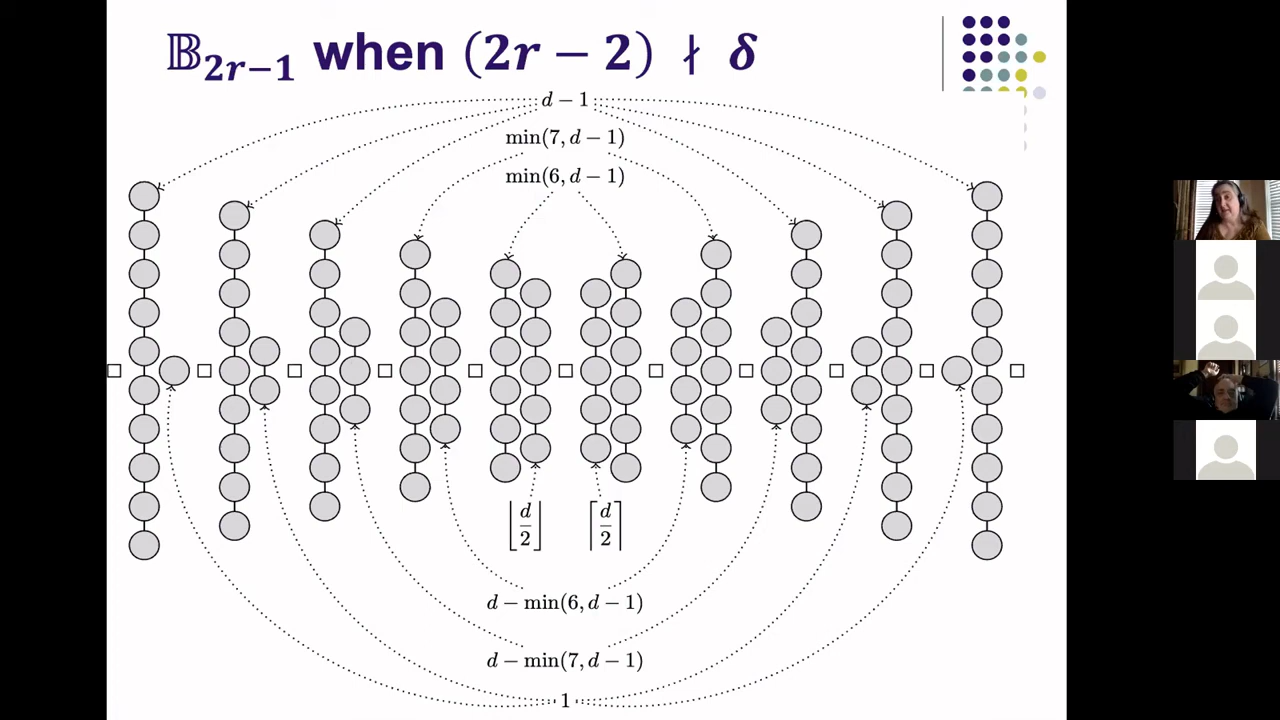 𝔹₂ᵣ₋₁ when (2r − 2) ∤ δ
d − 1
min(7, d − 1)
min(6, d − 1)
⌊d/2⌋ ⌈d/2⌉
d − min(6, d − 1)
d − min(7, d − 1)
1